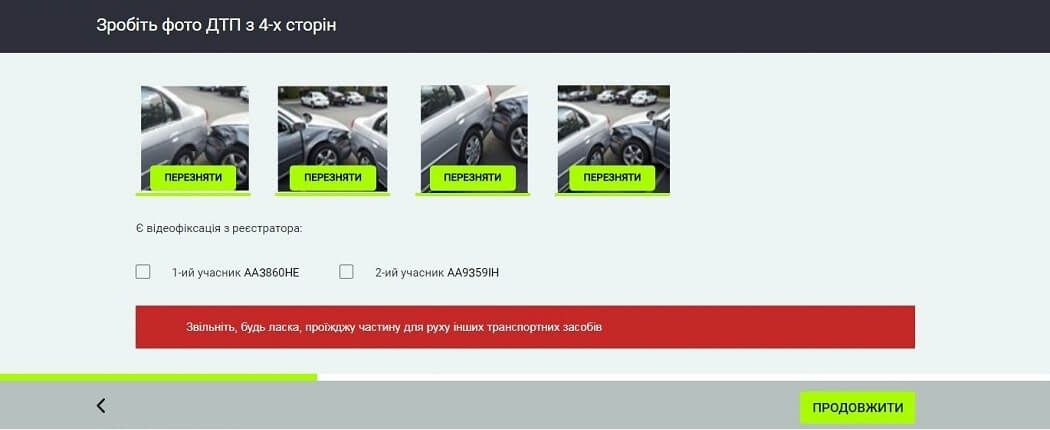 Зробіть фото ДТП з 4-х сторін
ПЕРЕЗНЯТИ ПЕРЕЗНЯТИ ПЕРЕЗНЯТИ ПЕРЕЗНЯТИ
Є відеофіксація з реєстратора:
1-ий учасник АА3860НЕ 2-ий учасник АА9359ІН
Звільніть, будь ласка, проїжджу частину для руху інших транспортних засобів
ПРОДОВЖИТИ